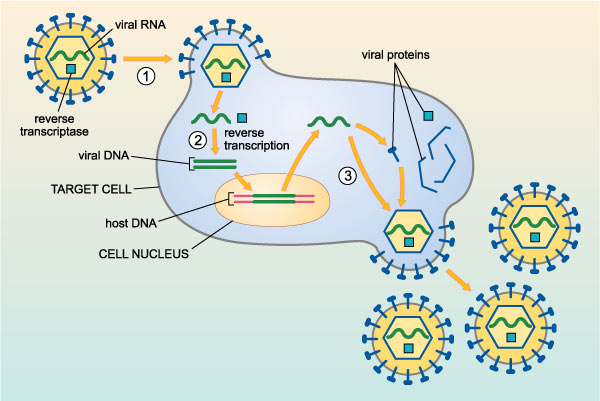 viral RNA
reverse
transcriptase
1
viral proteins
2
reverse
transcription
viral DNA
TARGET CELL
3
host DNA
CELL NUCLEUS